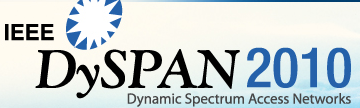 IEEE
DySPAN 2010
Dynamic Spectrum Access Networks